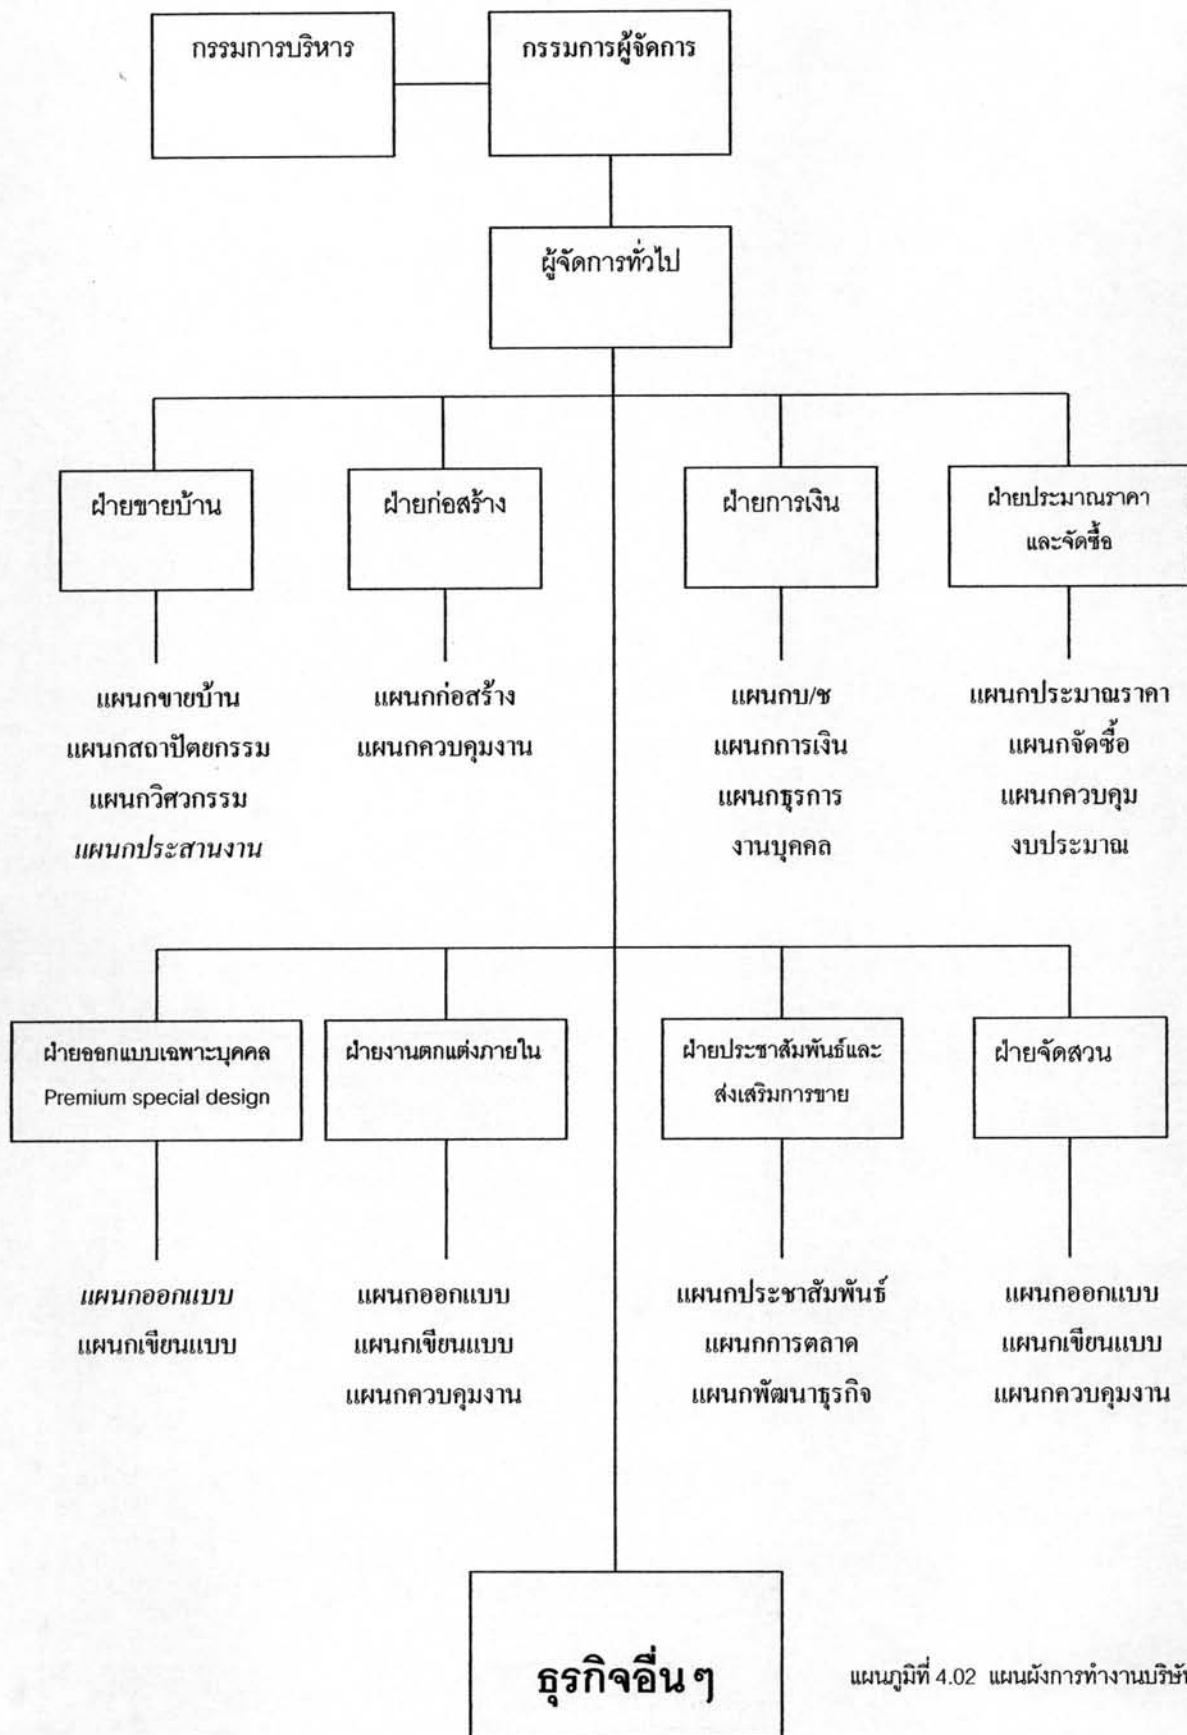 กรรมการบริหาร
กรรมการผู้จัดการ
ผู้จัดการทั่วไป
ฝ่ายขายบ้าน
แผนกขายบ้าน
แผนกสถาปัตยกรรม
แผนกวิศวกรรม
แผนกประสานงาน
ฝ่ายก่อสร้าง
แผนกก่อสร้าง
แผนกควบคุมงาน
ฝ่ายการเงิน
แผนกบ/ช
แผนกการเงิน
แผนกธุรการ
งานบุคคล
ฝ่ายประมาณราคา
และจัดซื้อ
แผนกประมาณราคา
แผนกจัดซื้อ
แผนกควบคุม
งบประมาณ
ฝ่ายออกแบบเฉพาะบุคคล
Premium special design
แผนกออกแบบ
แผนกเขียนแบบ
ฝ่ายงานตกแต่งภายใน
แผนกออกแบบ
แผนกเขียนแบบ
แผนกควบคุมงาน
ฝ่ายประชาสัมพันธ์และ
ส่งเสริมการขาย
แผนกประชาสัมพันธ์
แผนกการตลาด
แผนกพัฒนาธุรกิจ
ฝ่ายจัดสวน
แผนกออกแบบ
แผนกเขียนแบบ
แผนกควบคุมงาน
ธุรกิจอื่นๆ
แผนภูมิที่ 4.02 แผนผังการทำงานบริษั